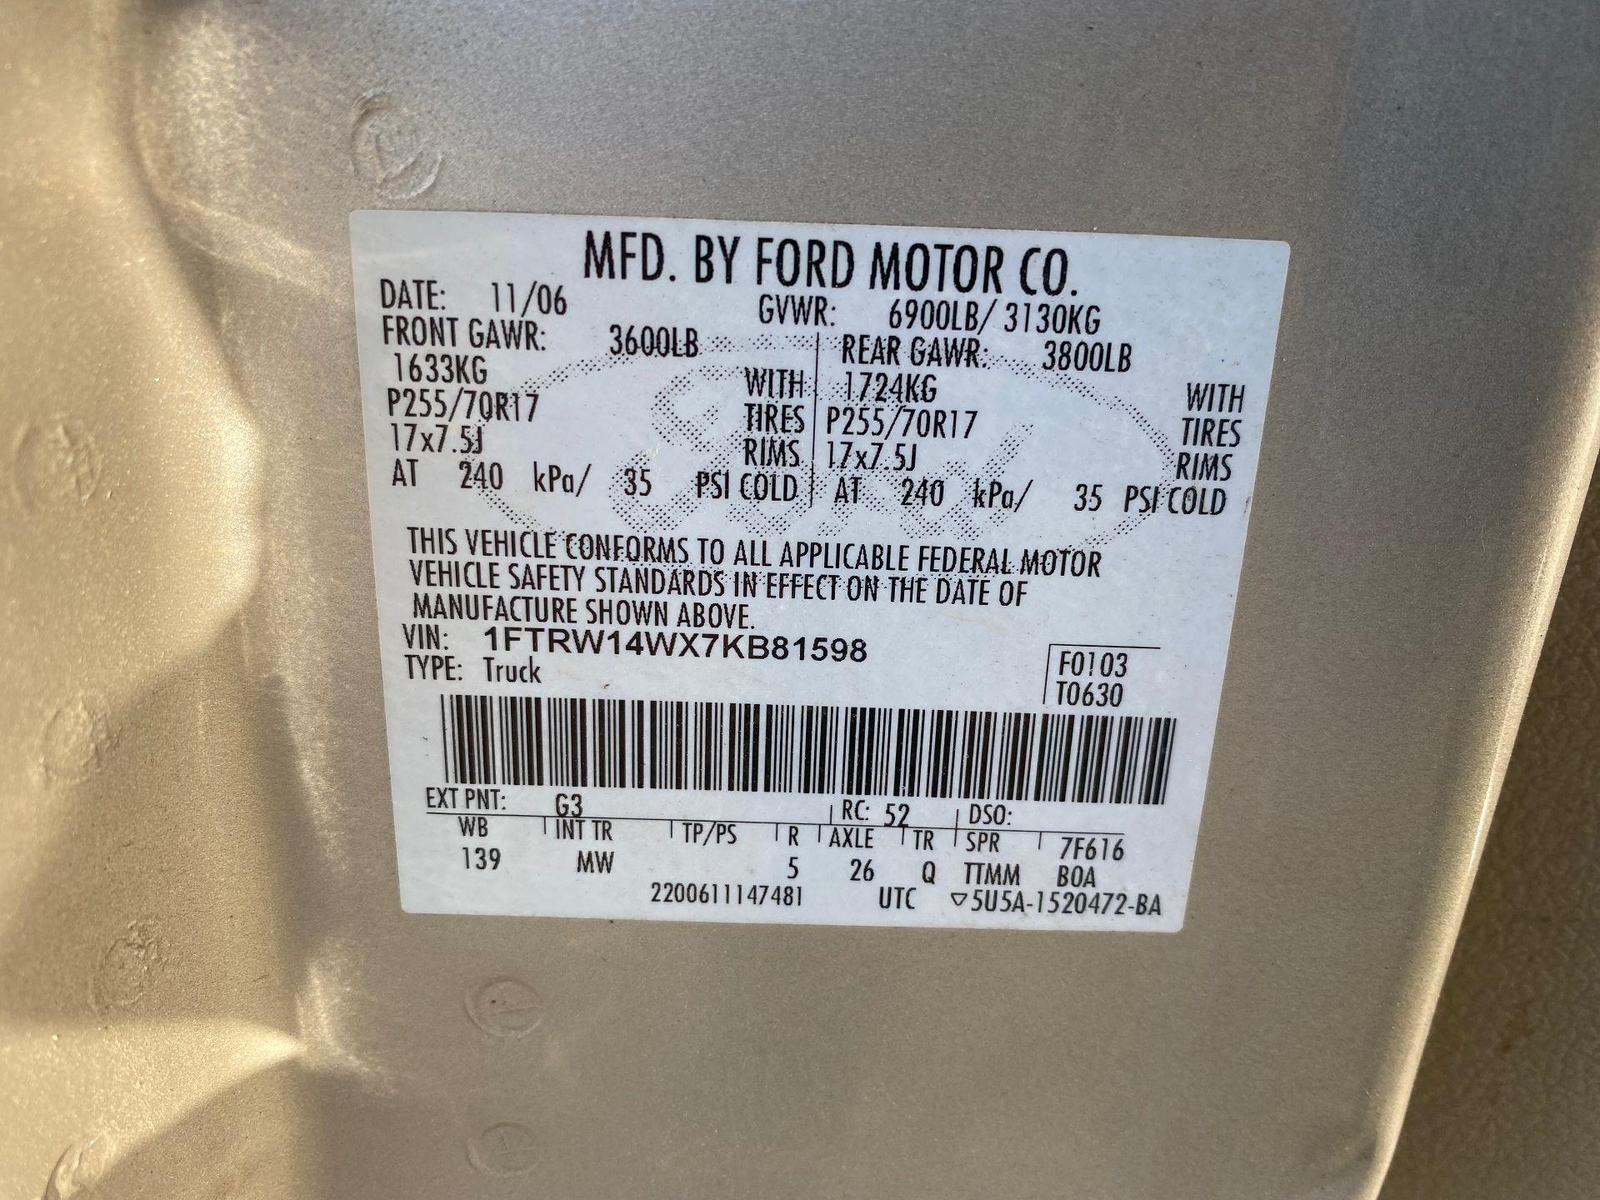 MFD. BY FORD MOTOR CO.
DATE: 11/06 GVWR: 6900LB/ 3130KG
FRONT GAWR: 3600LB REAR GAWR: 3800LB
1633KG WITH 1724KG WITH
P255/70R17 TIRES P255/70R17 TIRES
17x7.5J RIMS 17x7.5J RIMS
AT 240 kPa/ 35 PSI COLD AT 240 kPa/ 35 PSI COLD
THIS VEHICLE CONFORMS TO ALL APPLICABLE FEDERAL MOTOR
VEHICLE SAFETY STANDARDS IN EFFECT ON THE DATE OF
MANUFACTURE SHOWN ABOVE.
VIN: 1FTRW14WX7KB81598 F0103
TYPE: Truck T0630
EXT PNT: G3 RC: 52 DSO:
WB INT TR TP/PS R AXLE TR SPR 7F616
139 MW 5 26 Q TTMM BOA
2200611147481 UTC ▽5U5A-1520472-BA